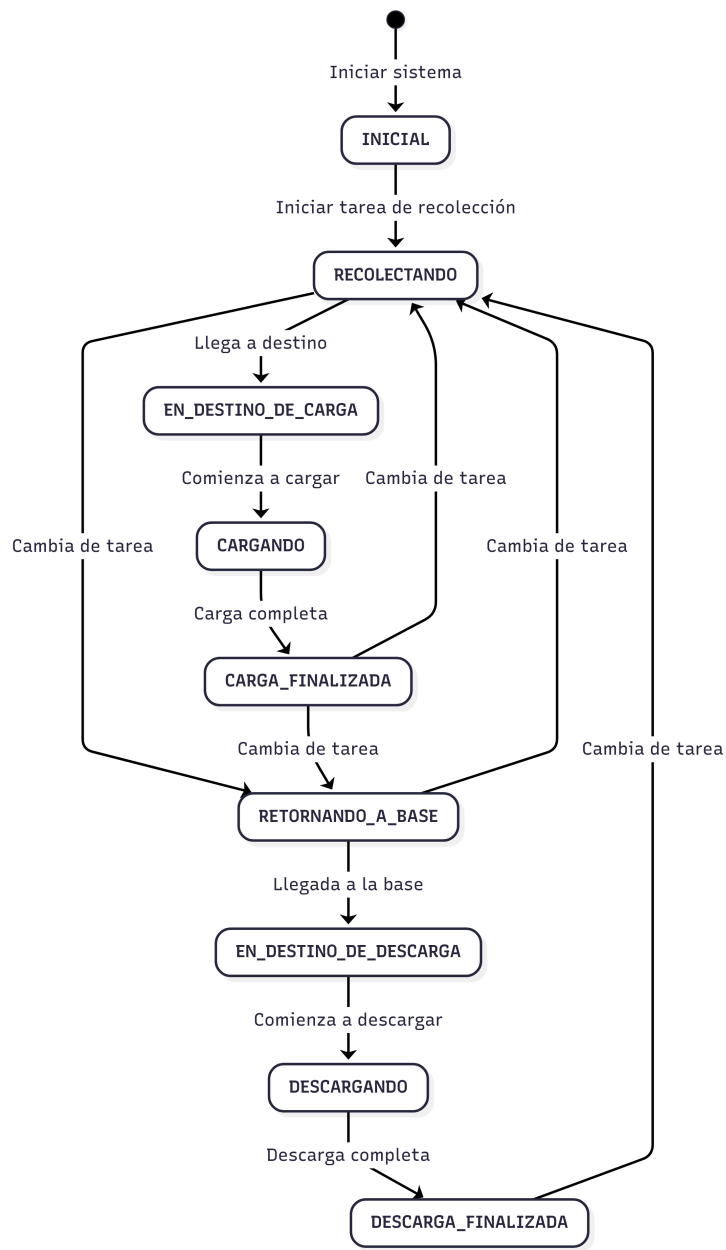 Iniciar sistema
INICIAL
Iniciar tarea de recolección
RECOLECTANDO
Llega a destino
EN_DESTINO_DE_CARGA
Comienza a cargar
Cambia de tarea
Cambia de tarea
CARGANDO
Cambia de tarea
Carga completa
CARGA_FINALIZADA
Cambia de tarea
Cambia de tarea
RETORNANDO_A_BASE
Llegada a la base
EN_DESTINO_DE_DESCARGA
Comienza a descargar
DESCARGANDO
Descarga completa
DESCARGA_FINALIZADA